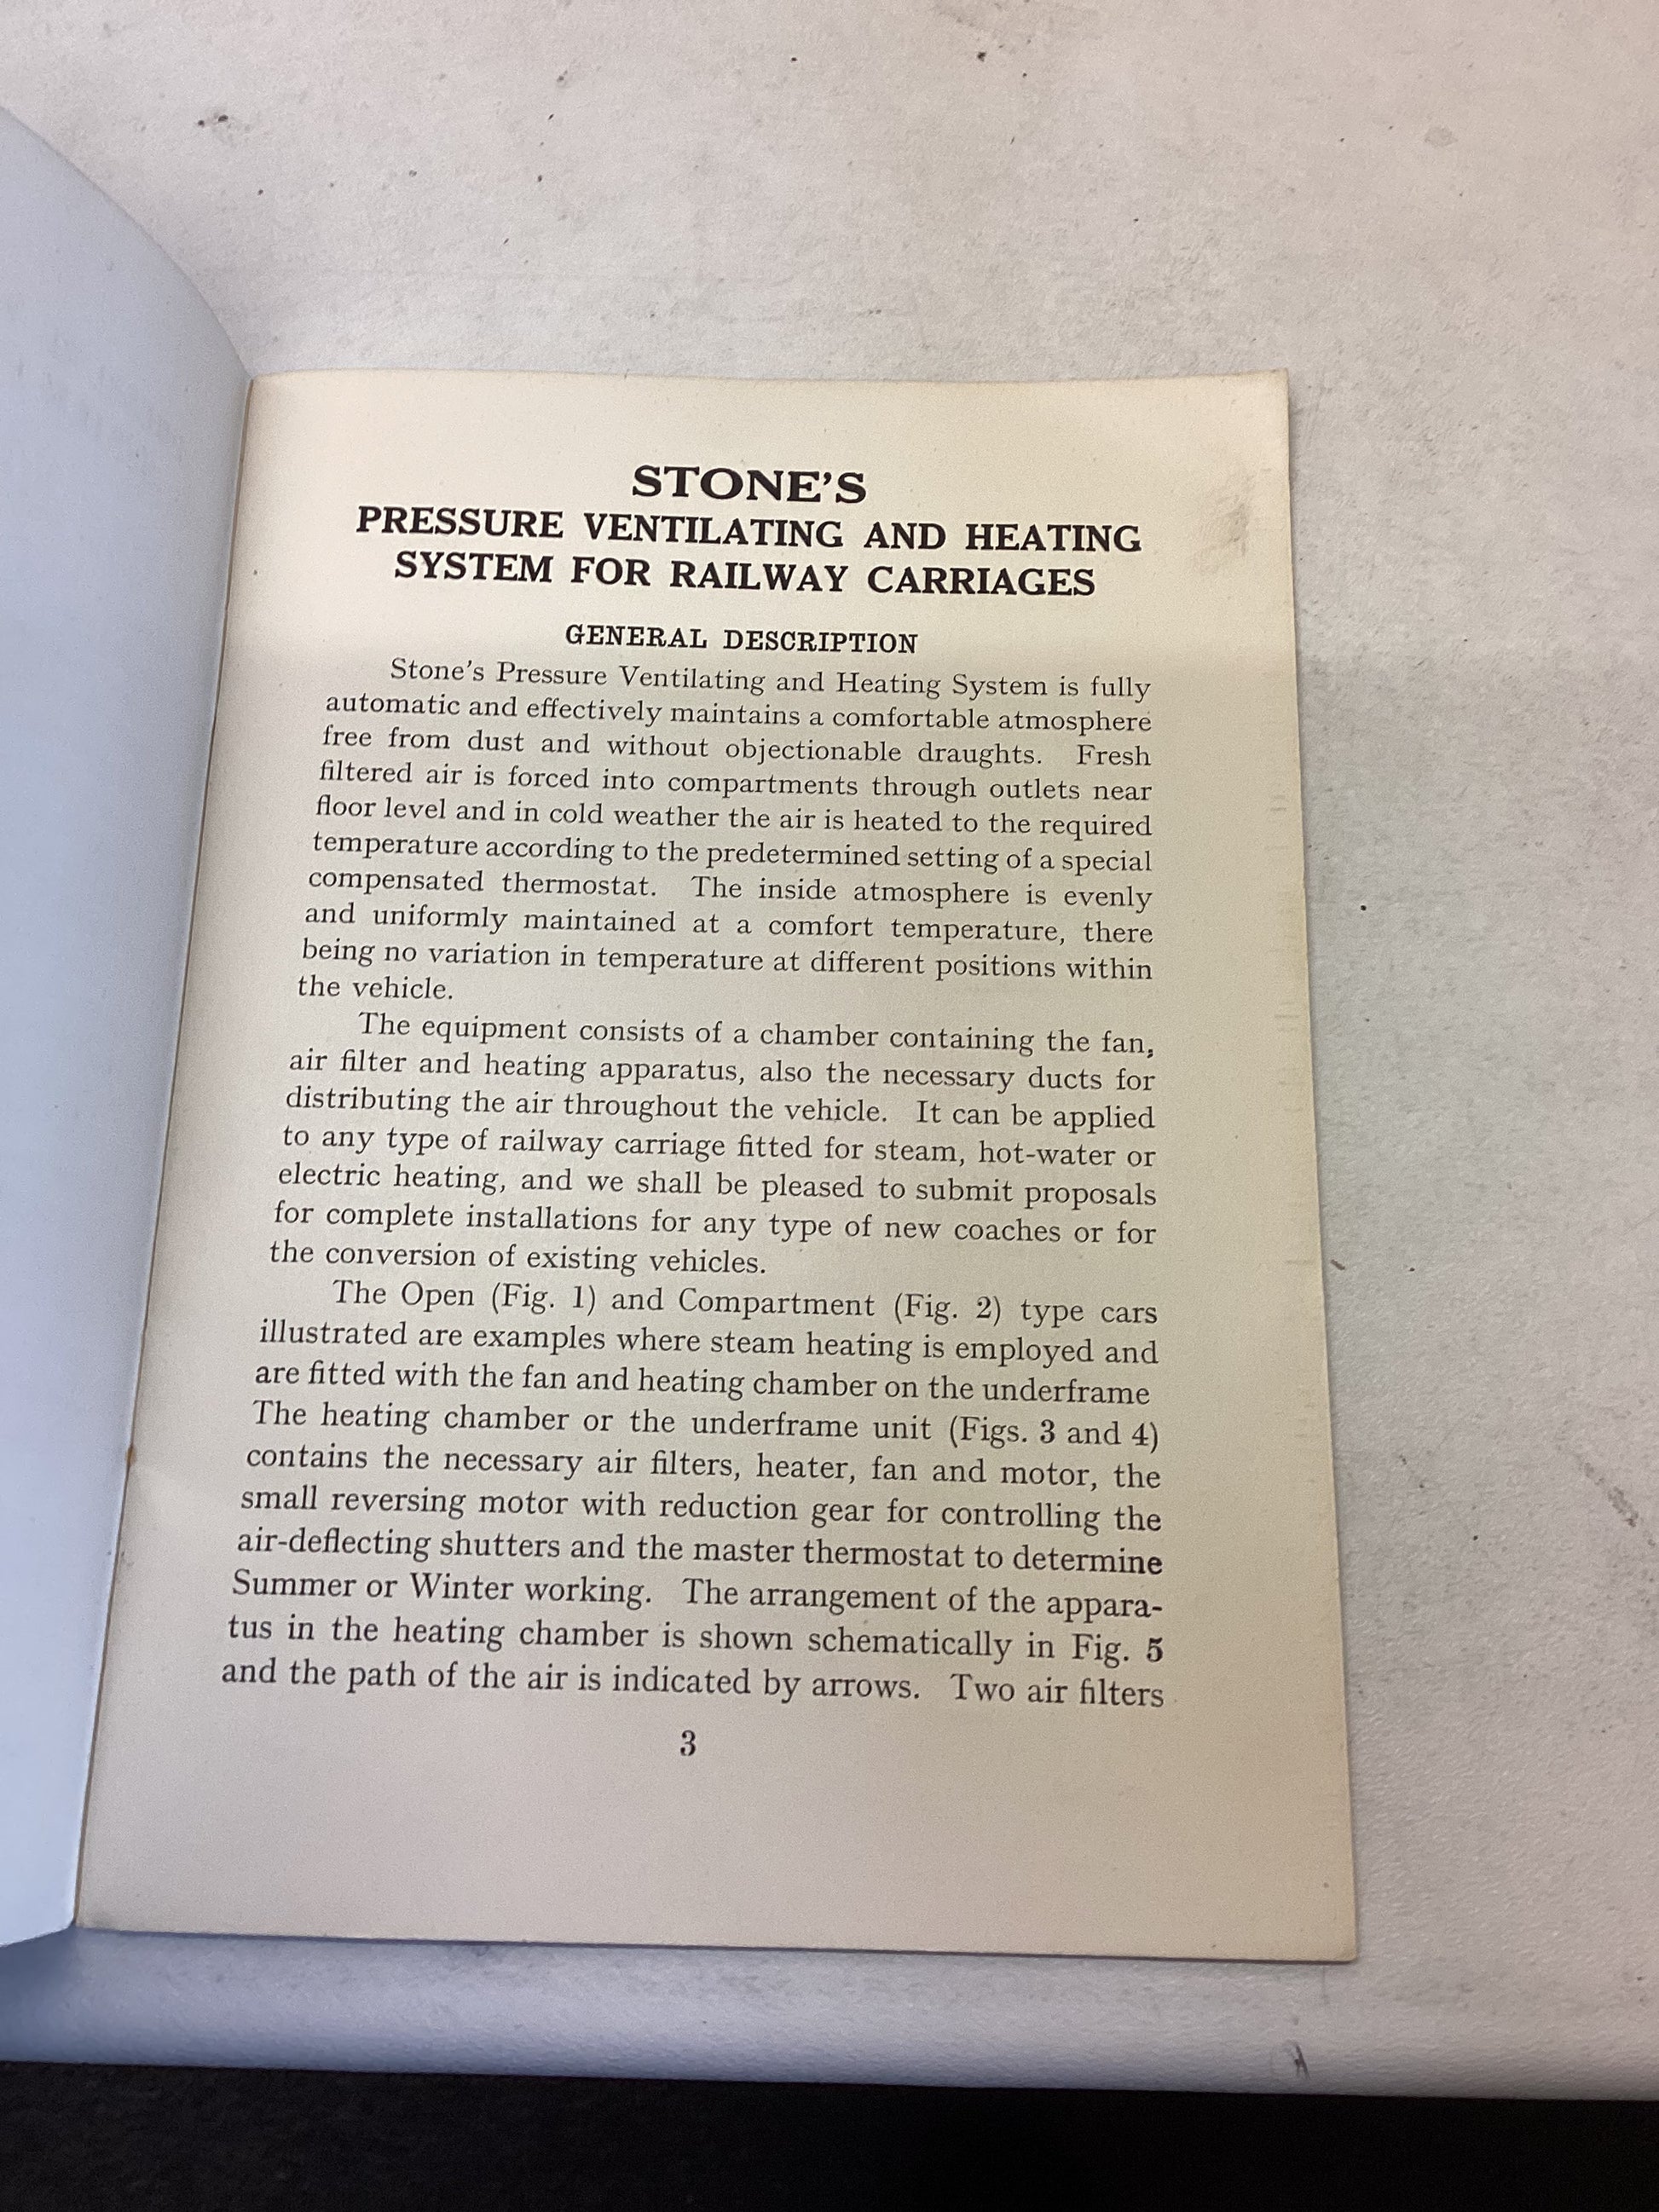 STONE'S
PRESSURE VENTILATING AND HEATING
SYSTEM FOR RAILWAY CARRIAGES
GENERAL DESCRIPTION
Stone's Pressure Ventilating and Heating System is fully
automatic and effectively maintains a comfortable atmosphere
free from dust and without objectionable draughts. Fresh
filtered air is forced into compartments through outlets near
floor level and in cold weather the air is heated to the required
temperature according to the predetermined setting of a special
compensated thermostat. The inside atmosphere is evenly
and uniformly maintained at a comfort temperature, there
being no variation in temperature at different positions within
the vehicle.
The equipment consists of a chamber containing the fan,
air filter and heating apparatus, also the necessary ducts for
distributing the air throughout the vehicle. It can be applied
to any type of railway carriage fitted for steam, hot-water or
electric heating, and we shall be pleased to submit proposals
for complete installations for any type of new coaches or for
the conversion of existing vehicles.
The Open (Fig. 1) and Compartment (Fig. 2) type cars
illustrated are examples where steam heating is employed and
are fitted with the fan and heating chamber on the underframe
The heating chamber or the underframe unit (Figs. 3 and 4)
contains the necessary air filters, heater, fan and motor, the
small reversing motor with reduction gear for controlling the
air-deflecting shutters and the master thermostat to determine
Summer or Winter working. The arrangement of the appara-
tus in the heating chamber is shown schematically in Fig. 5
and the path of the air is indicated by arrows. Two air filters
3